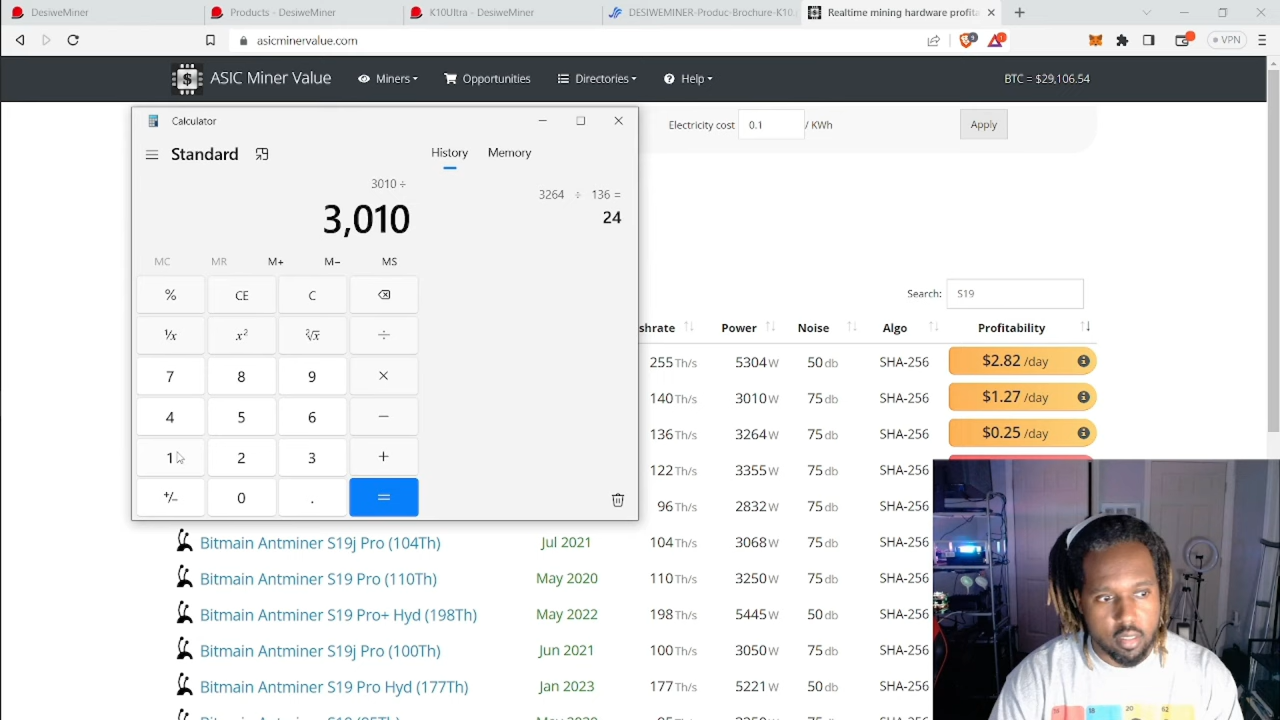 DesiweMiner
Products - DesiweMiner
K10Ultra - DesiweMiner
DESIWEMINER-Produc-Brochure-K10
Realtime mining hardware profita
asicminervalue.com
VPN
ASIC Miner Value
Miners
Opportunities
Directories
Help
BTC = $29,106.54
Calculator
Electricity cost
0.1
/ KWh
Apply
Standard
History
Memory
3010 ÷
3,010
3264 ÷ 136 =
24
MC
MR
M+
M−
MS
%
CE
C
⅟x
x²
²√x
÷
7
8
9
×
4
5
6
−
1
2
3
+
+/−
0
.
=
Search:
S19
shrate
Power
Noise
Algo
Profitability
255 Th/s 5304 W 50 db SHA-256 $2.82 /day
140 Th/s 3010 W 75 db SHA-256 $1.27 /day
136 Th/s 3264 W 75 db SHA-256 $0.25 /day
122 Th/s 3355 W 75 db SHA-256
96 Th/s 2832 W 75 db SHA-256
Bitmain Antminer S19j Pro (104Th) Jul 2021 104 Th/s 3068 W 75 db SHA-256
Bitmain Antminer S19 Pro (110Th) May 2020 110 Th/s 3250 W 75 db SHA-256
Bitmain Antminer S19 Pro+ Hyd (198Th) May 2022 198 Th/s 5445 W 50 db SHA-256
Bitmain Antminer S19j Pro (100Th) Jun 2021 100 Th/s 3050 W 75 db SHA-256
Bitmain Antminer S19 Pro Hyd (177Th) Jan 2023 177 Th/s 5221 W 50 db SHA-256